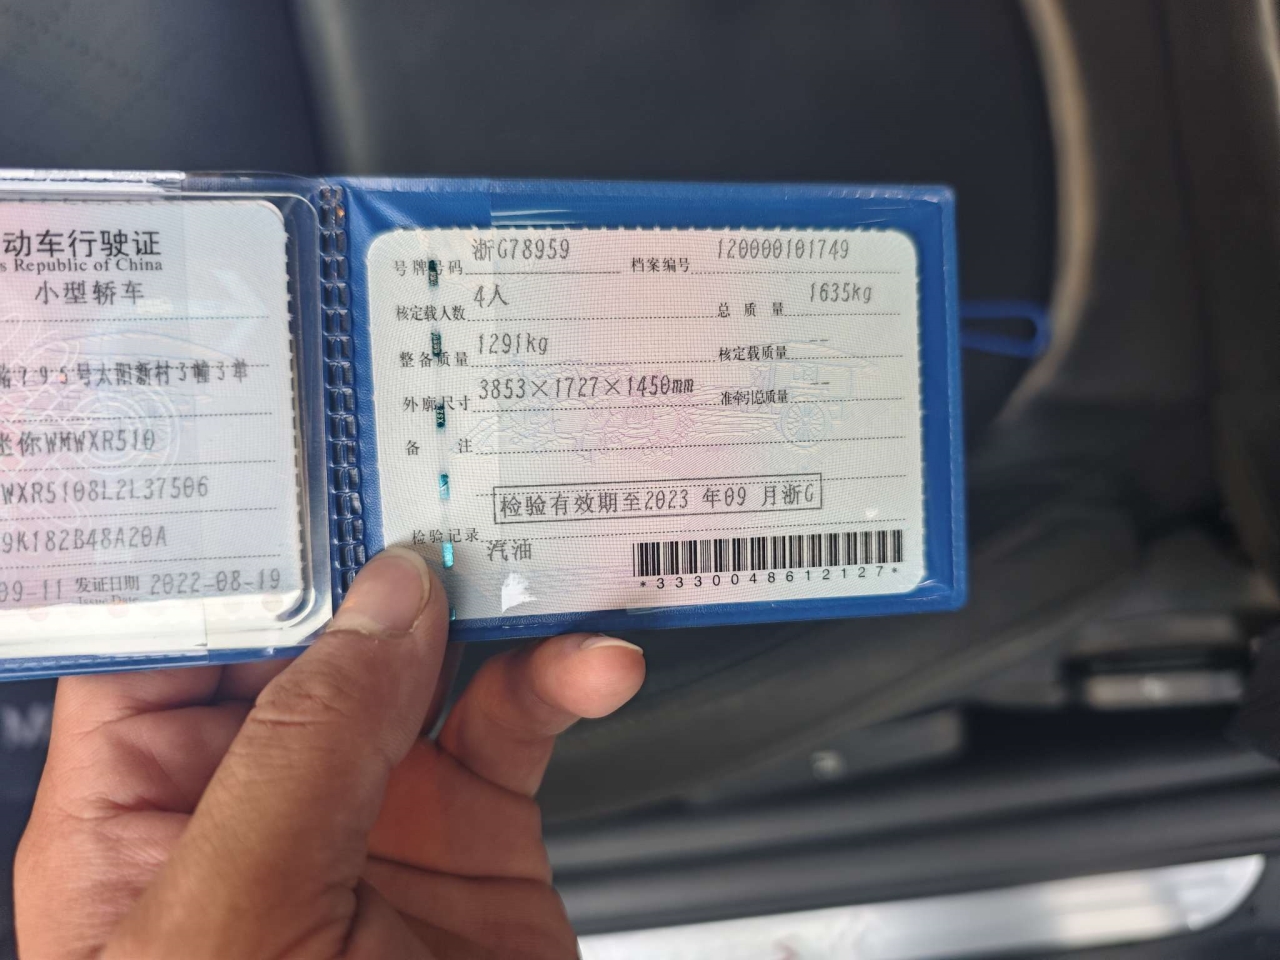 动车行驶证
s Republic of China
小型轿车
路295号太阳新村3幢3单
迷你WMWXR510
WXR5108L2L37506
9K182B48A20A
09-11 发证日期 2022-08-19
号牌号码 浙G78959 档案编号 120000101749
核定载人数 4人 总质量 1635kg
整备质量 1291kg 核定载质量 --
外廓尺寸 3853×1727×1450mm 准牵引总质量 --
备注
检验有效期至2023年09月浙G
检验记录
汽油
*3330048612127*